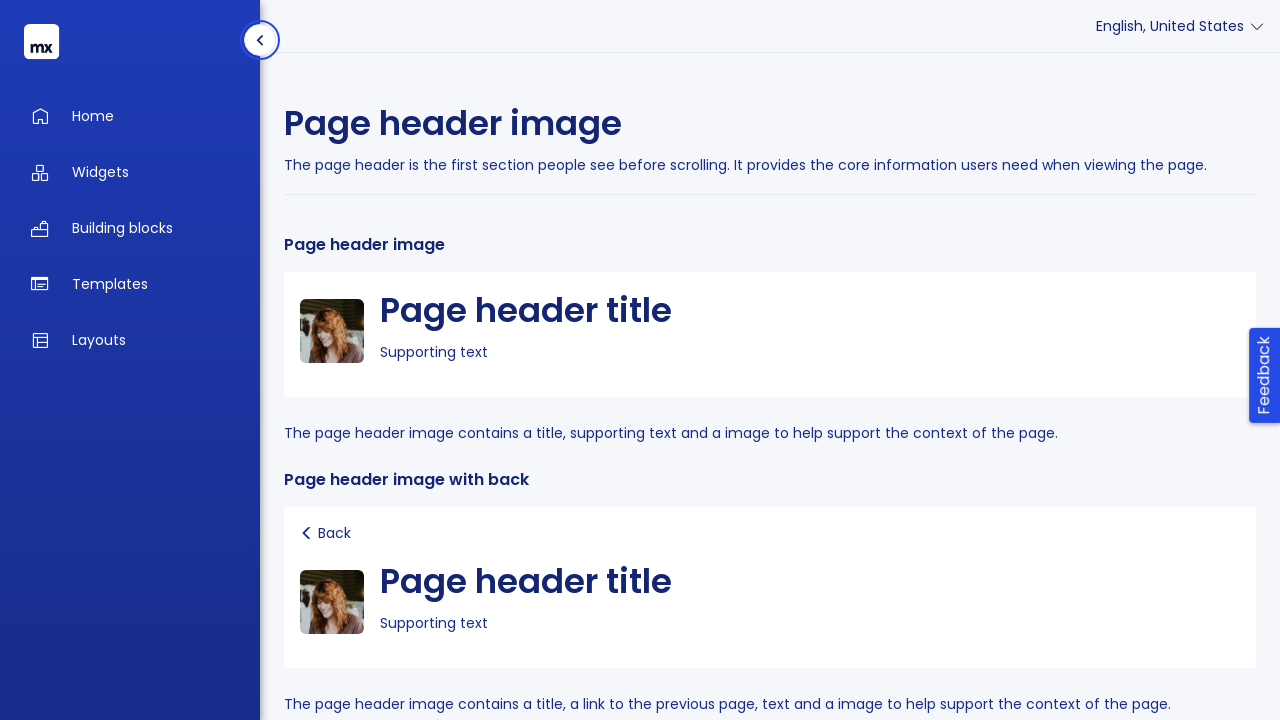 mx
English, United States
Home
Widgets
Building blocks
Templates
Layouts
Page header image
The page header is the first section people see before scrolling. It provides the core information users need when viewing the page.
Page header image
Page header title
Supporting text
Feedback
The page header image contains a title, supporting text and a image to help support the context of the page.
Page header image with back
Back
Page header title
Supporting text
The page header image contains a title, a link to the previous page, text and a image to help support the context of the page.